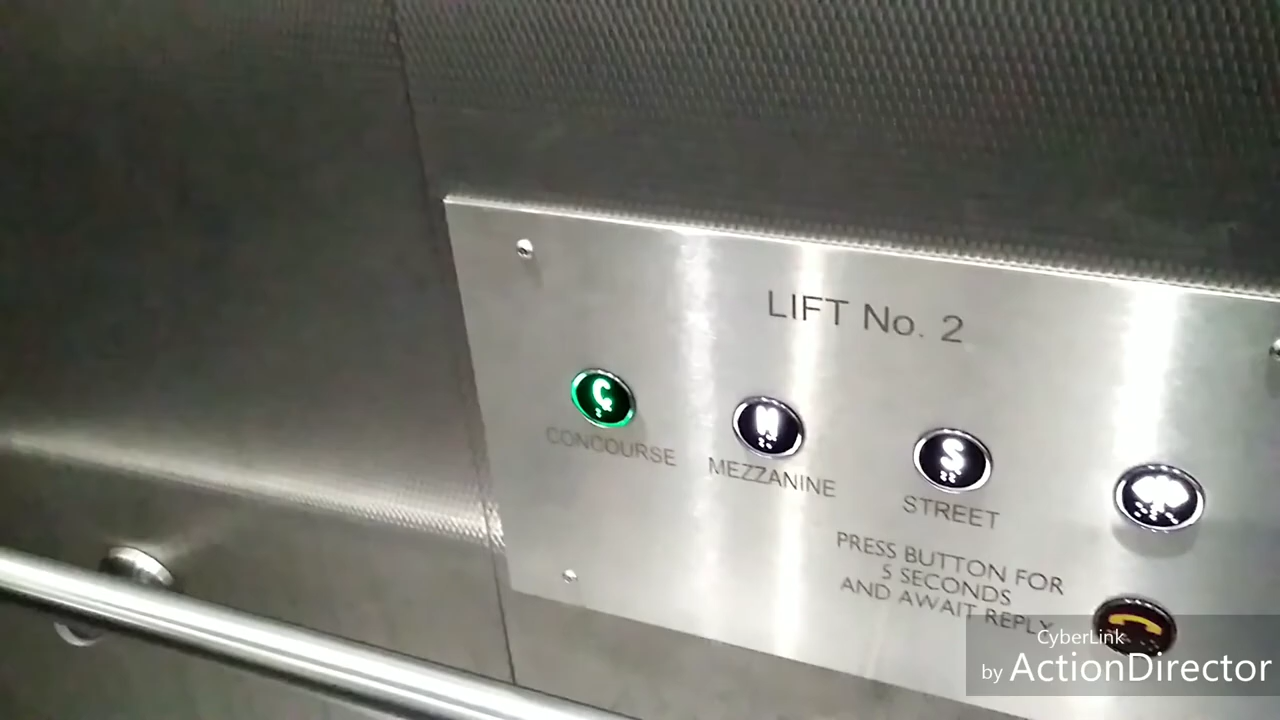 LIFT No. 2
C
M
S
CONCOURSE
MEZZANINE
STREET
PRESS BUTTON FOR
5 SECONDS
AND AWAIT REPLY
CyberLink
by ActionDirector